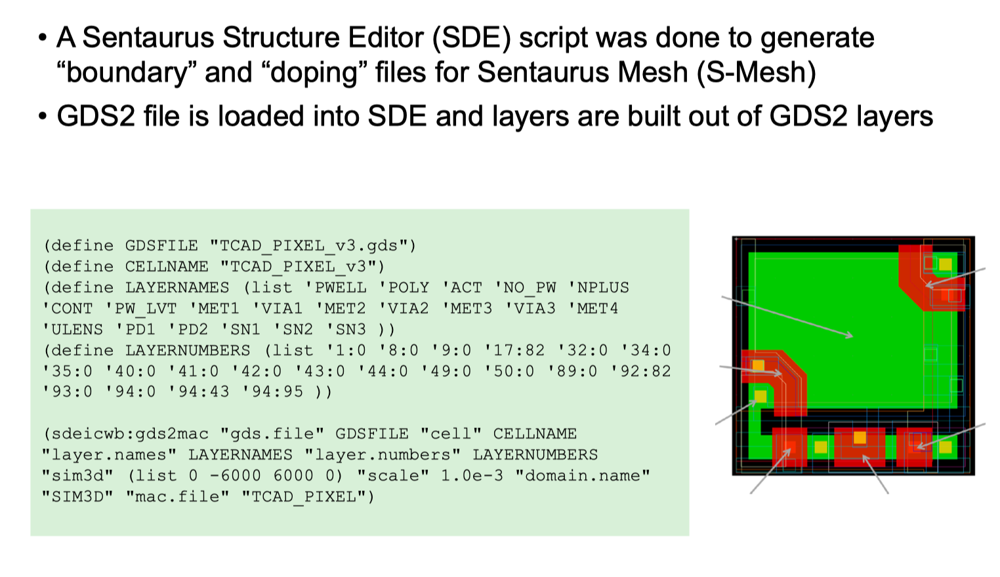 • A Sentaurus Structure Editor (SDE) script was done to generate
“boundary” and “doping” files for Sentaurus Mesh (S-Mesh)
• GDS2 file is loaded into SDE and layers are built out of GDS2 layers
(define GDSFILE "TCAD_PIXEL_v3.gds")
(define CELLNAME "TCAD_PIXEL_v3")
(define LAYERNAMES (list 'PWELL 'POLY 'ACT 'NO_PW 'NPLUS
'CONT 'PW_LVT 'MET1 'VIA1 'MET2 'VIA2 'MET3 'VIA3 'MET4
'ULENS 'PD1 'PD2 'SN1 'SN2 'SN3 ))
(define LAYERNUMBERS (list '1:0 '8:0 '9:0 '17:82 '32:0 '34:0
'35:0 '40:0 '41:0 '42:0 '43:0 '44:0 '49:0 '50:0 '89:0 '92:82
'93:0 '94:0 '94:43 '94:95 ))
(sdeicwb:gds2mac "gds.file" GDSFILE "cell" CELLNAME
"layer.names" LAYERNAMES "layer.numbers" LAYERNUMBERS
"sim3d" (list 0 -6000 6000 0) "scale" 1.0e-3 "domain.name"
"SIM3D" "mac.file" "TCAD_PIXEL")